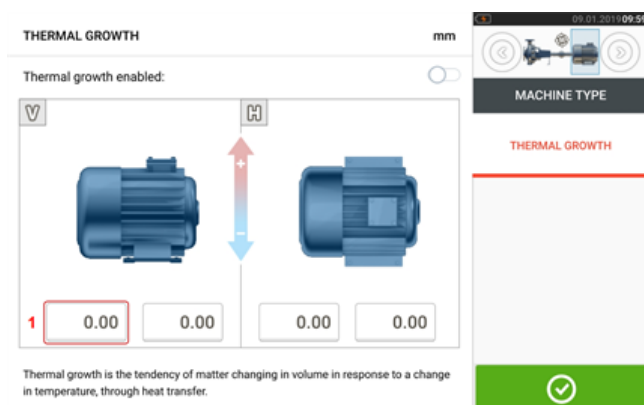 THERMAL GROWTH
mm
Thermal growth enabled:
V
H
+
−
1
0.00
0.00
0.00
0.00
Thermal growth is the tendency of matter changing in volume in response to a change
in temperature, through heat transfer.
09.01.2019 09:59
MACHINE TYPE
THERMAL GROWTH